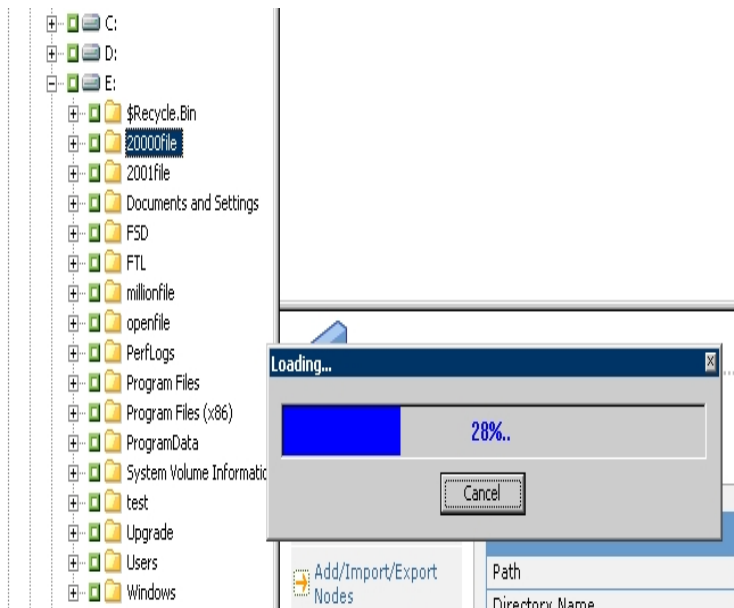 C:
D:
E:
$Recycle.Bin
20000file
2001file
Documents and Settings
FSD
FTL
millionfile
openfile
PerfLogs
Program Files
Program Files (x86)
ProgramData
System Volume Informatic
test
Upgrade
Users
Windows
Loading...
28%..
Cancel
Add/Import/Export
Nodes
Path
Directory Name